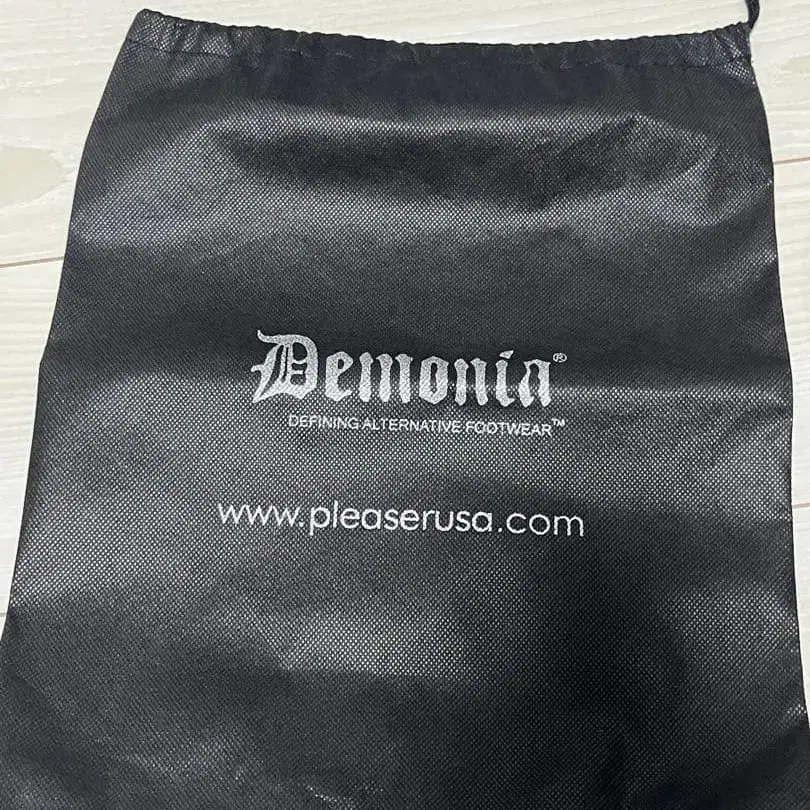 Demonia®
DEFINING ALTERNATIVE FOOTWEAR™
www.pleaserusa.com